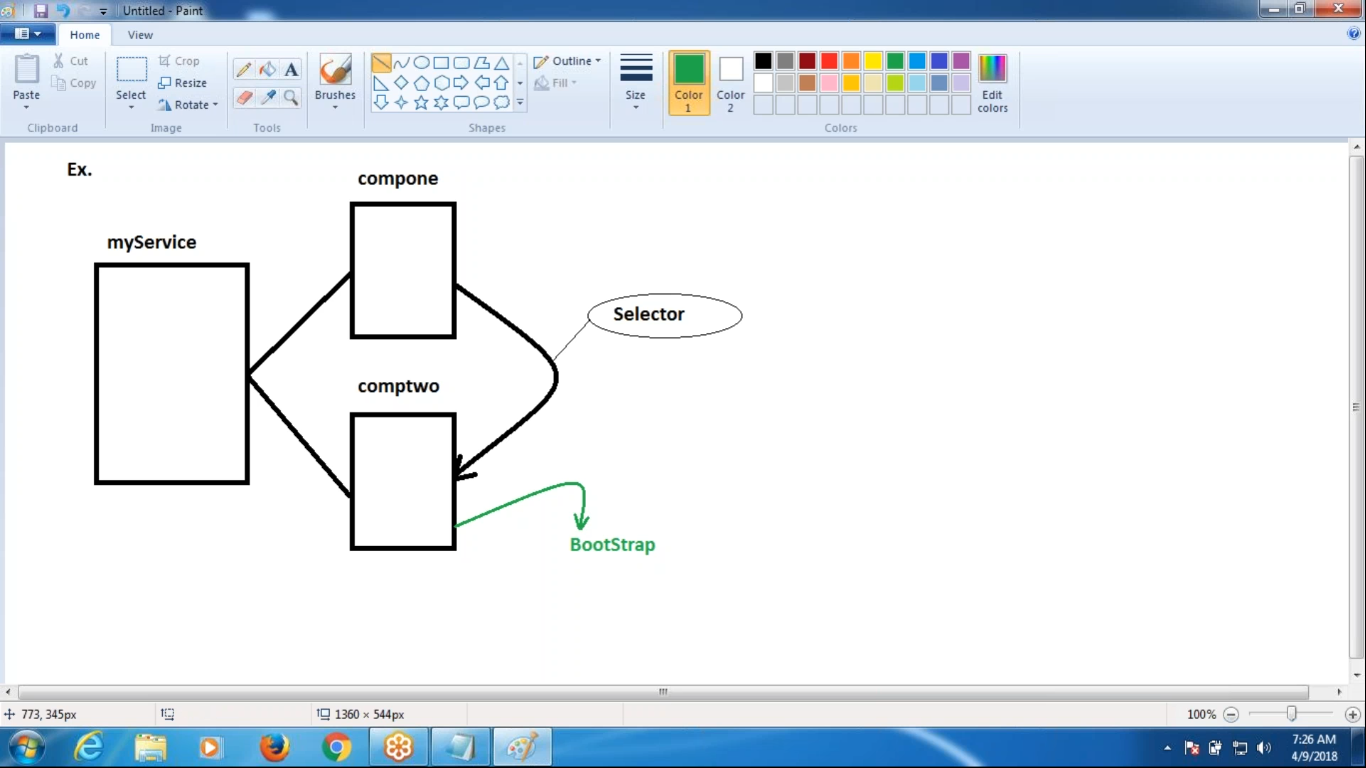 Untitled - Paint
Home View
Paste Cut Copy Clipboard
Select Crop Resize Rotate Image
A Tools
Brushes
Shapes Outline Fill
Size
Color 1 Color 2 Edit colors Colors
Ex.
compone
myService
Selector
comptwo
BootStrap
773, 345px 1360 × 544px 100%
7:26 AM
4/9/2018